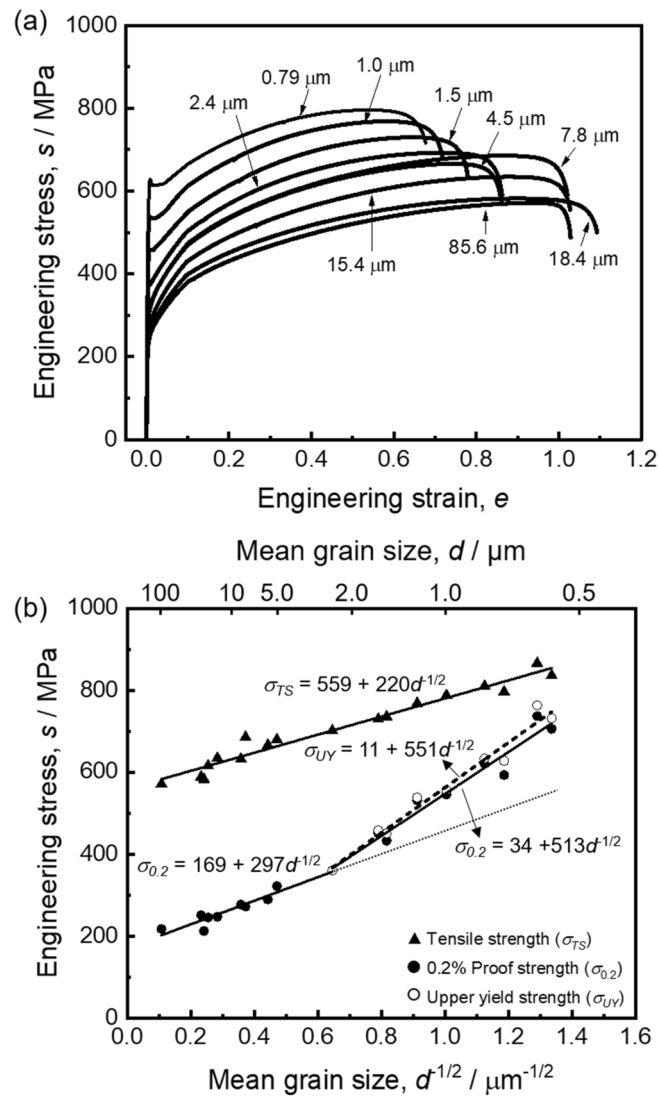 (a)
1000
800
600
400
200
0
Engineering stress, s / MPa
0.79 μm
1.0 μm
2.4 μm
1.5 μm
4.5 μm
7.8 μm
15.4 μm
85.6 μm
18.4 μm
0.0 0.2 0.4 0.6 0.8 1.0 1.2
Engineering strain, e
Mean grain size, d / μm
(b)
100 10 5.0 2.0 1.0 0.5
1000
800
600
400
200
0
Engineering stress, s / MPa
σTS = 559 + 220d-1/2
σUY = 11 + 551d-1/2
σ0.2 = 169 + 297d-1/2
σ0.2 = 34 +513d-1/2
▲ Tensile strength (σTS)
● 0.2% Proof strength (σ0.2)
○ Upper yield strength (σUY)
0.0 0.2 0.4 0.6 0.8 1.0 1.2 1.4 1.6
Mean grain size, d-1/2 / μm-1/2